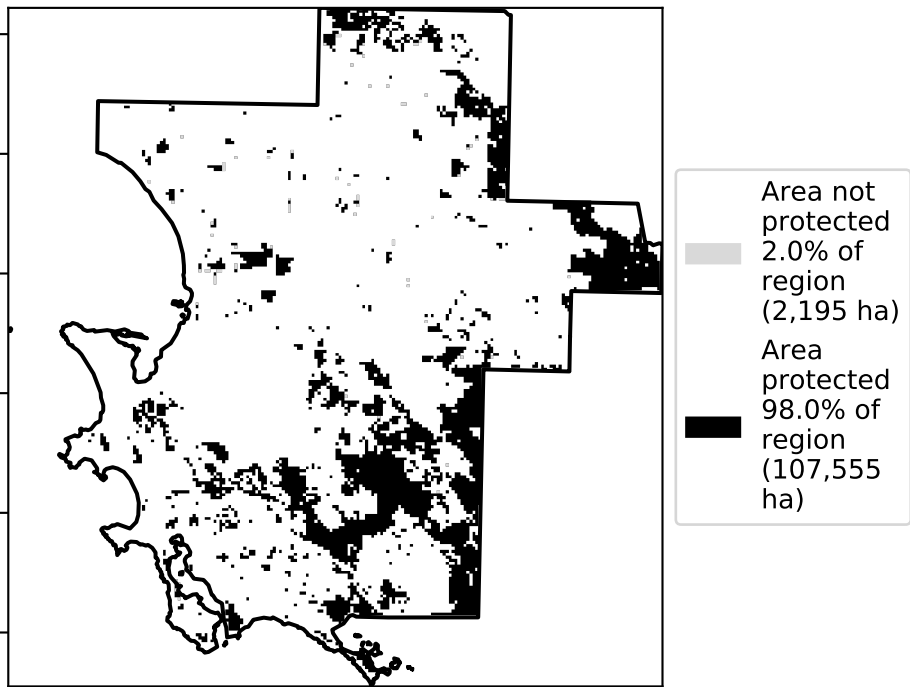 Area not
protected
2.0% of
region
(2,195 ha)
Area
protected
98.0% of
region
(107,555
ha)